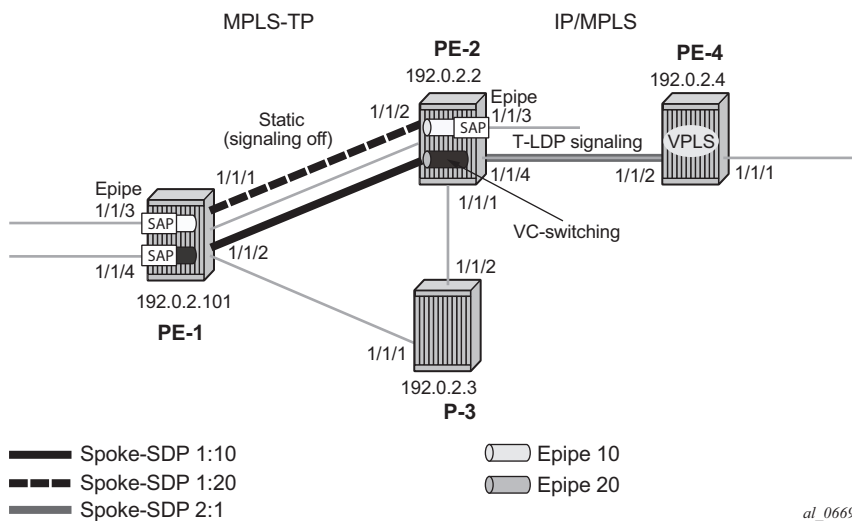 MPLS-TP
IP/MPLS
PE-2
192.0.2.2
PE-4
192.0.2.4
Static
(signaling off)
1/1/2
Epipe
1/1/3
SAP
T-LDP signaling
VPLS
1/1/4
1/1/2
1/1/1
1/1/1
VC-switching
Epipe
1/1/3
1/1/1
SAP
SAP
1/1/2
1/1/4
192.0.2.101
PE-1
1/1/2
1/1/1
192.0.2.3
P-3
Spoke-SDP 1:10
Spoke-SDP 1:20
Spoke-SDP 2:1
Epipe 10
Epipe 20
al_0669